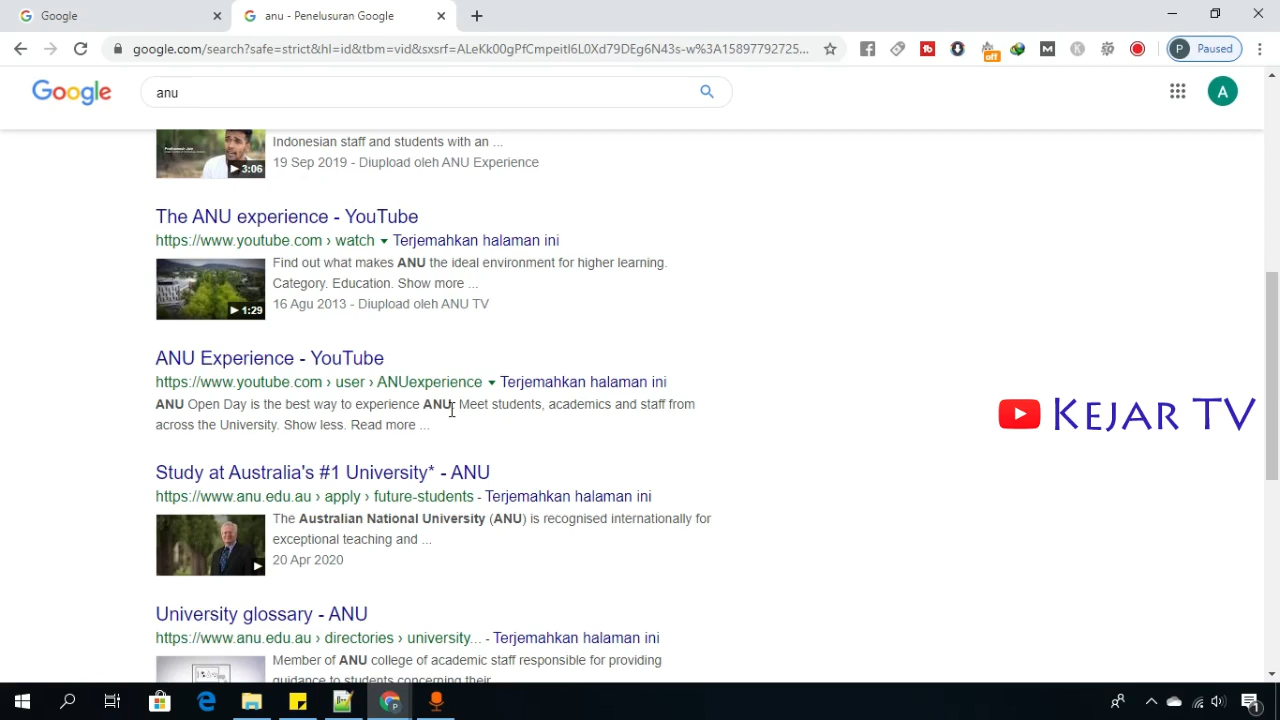 Google
anu - Penelusuran Google
google.com/search?safe=strict&hl=id&tbm=vid&sxsrf=ALeKk00gPfCmpeitI6L0Xd79DEg6N43s-w%3A15897792725...
off
P Paused
Google
anu
A
Indonesian staff and students with an ...
3:06
19 Sep 2019 - Diupload oleh ANU Experience
The ANU experience - YouTube
https://www.youtube.com › watch Terjemahkan halaman ini
Find out what makes ANU the ideal environment for higher learning.
Category. Education. Show more ...
1:29
16 Agu 2013 - Diupload oleh ANU TV
ANU Experience - YouTube
https://www.youtube.com › user › ANUexperience Terjemahkan halaman ini
ANU Open Day is the best way to experience ANU. Meet students, academics and staff from
across the University. Show less. Read more ...
KEJAR TV
Study at Australia's #1 University* - ANU
https://www.anu.edu.au › apply › future-students - Terjemahkan halaman ini
The Australian National University (ANU) is recognised internationally for
exceptional teaching and ...
20 Apr 2020
University glossary - ANU
https://www.anu.edu.au › directories › university... - Terjemahkan halaman ini
Member of ANU college of academic staff responsible for providing
guidance to students concerning their